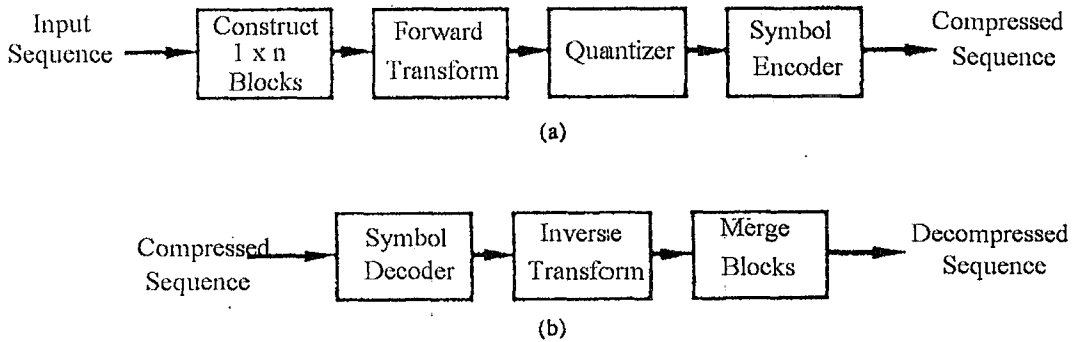 Input
Sequence
Construct
1 x n
Blocks
Forward
Transform
Quantizer
Symbol
Encoder
Compressed
Sequence
(a)
Compressed
Sequence
Symbol
Decoder
Inverse
Transform
Merge
Blocks
Decompressed
Sequence
(b)